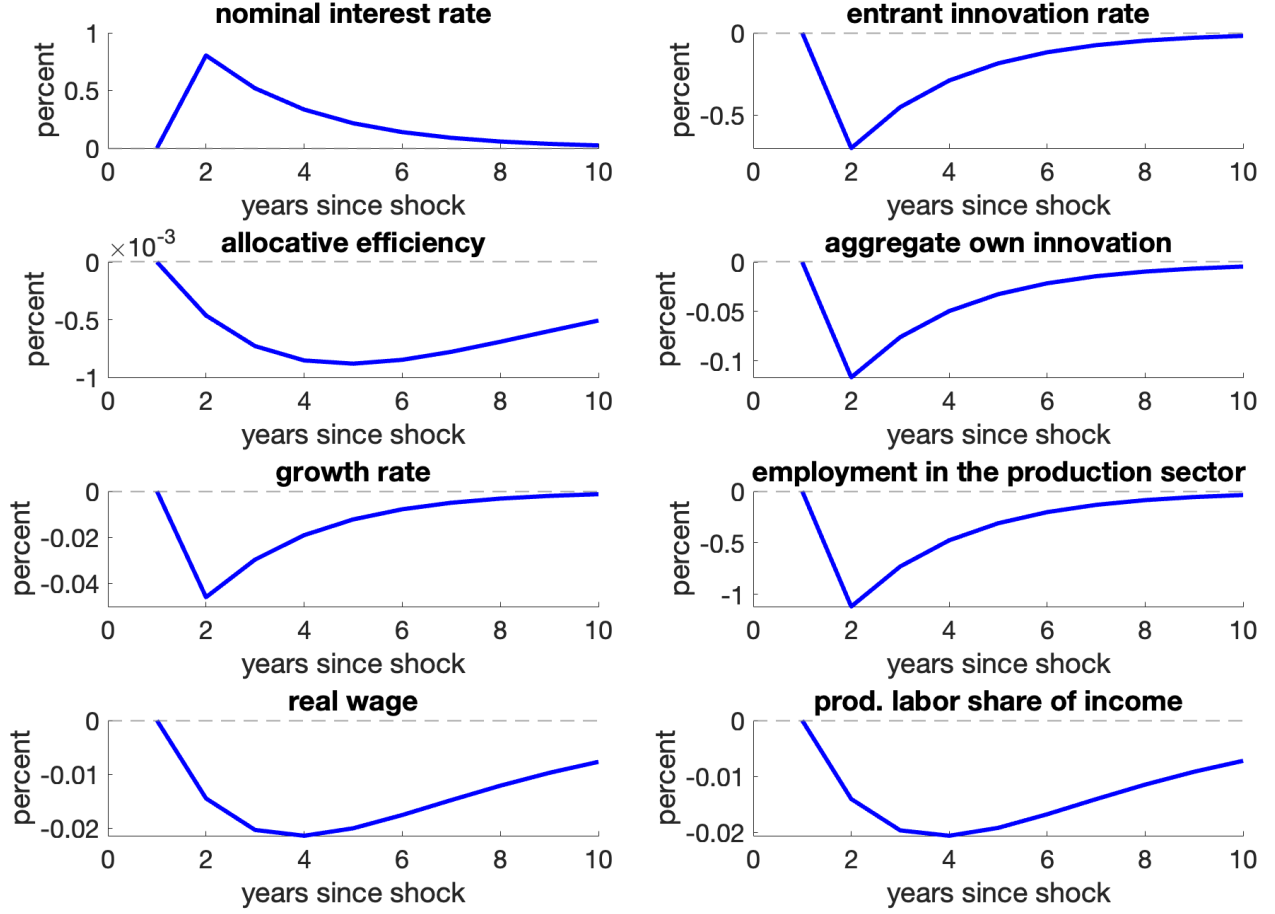 nominal interest rate
percent
1
0.5
0
0 2 4 6 8 10
years since shock
entrant innovation rate
percent
0
-0.5
0 2 4 6 8 10
years since shock
allocative efficiency
×10-3
percent
0
-0.5
-1
0 2 4 6 8 10
years since shock
aggregate own innovation
percent
0
-0.05
-0.1
0 2 4 6 8 10
years since shock
growth rate
percent
0
-0.02
-0.04
0 2 4 6 8 10
years since shock
employment in the production sector
percent
0
-0.5
-1
0 2 4 6 8 10
years since shock
real wage
percent
0
-0.01
-0.02
0 2 4 6 8 10
years since shock
prod. labor share of income
percent
0
-0.01
-0.02
0 2 4 6 8 10
years since shock